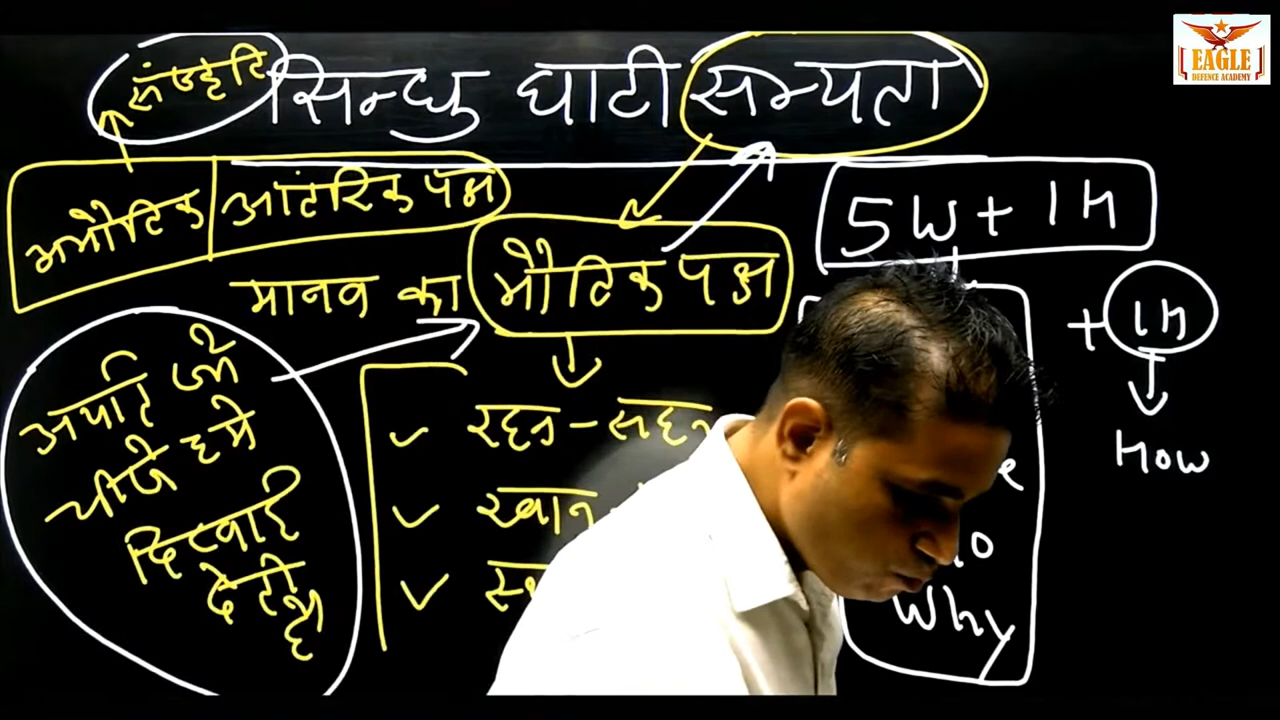 संस्कृति सिन्धु घाटी सभ्यता
EAGLE
DEFENCE ACADEMY
अभौतिक आंतरिक पक्ष
5W + 1H
मानव का भौतिक पक्ष
+ 1H
How
अर्थात जो
चीजे हमे
दिखाई
देती है
रहन-सहन
खान
Why